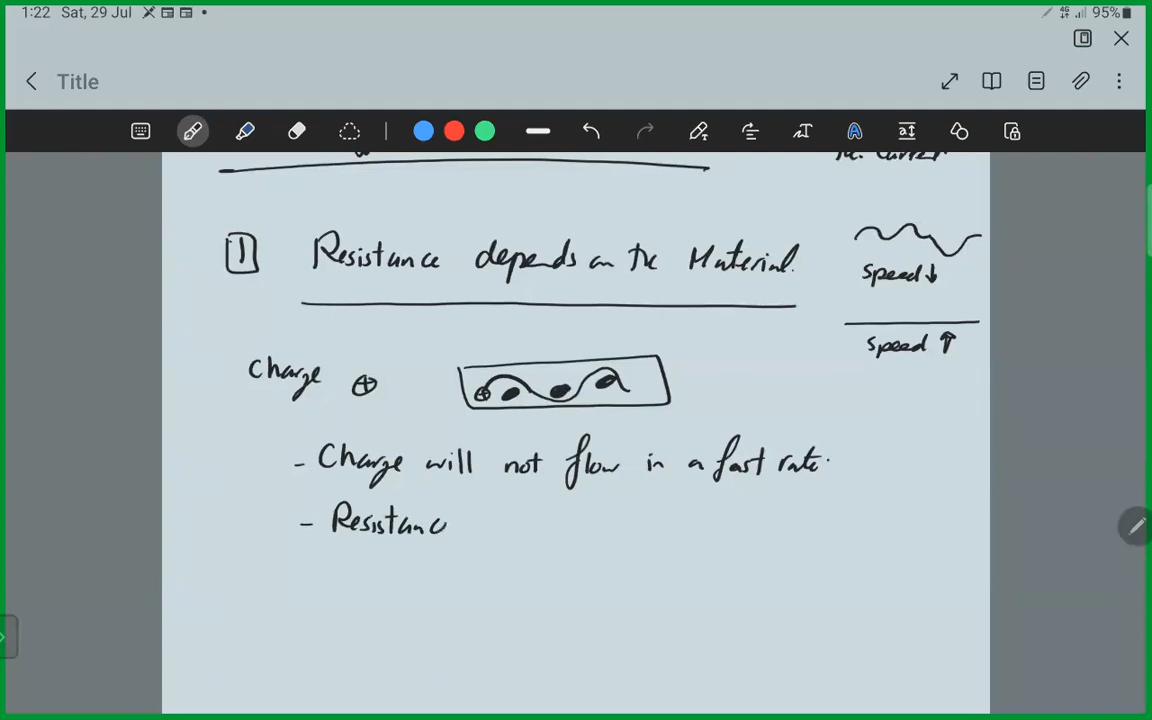 1:22 Sat, 29 Jul
95%
Title
1 Resistance depends on the Material.
speed ↓
speed ↑
Charge ⊕
- Charge will not flow in a fast rate.
- Resistanc